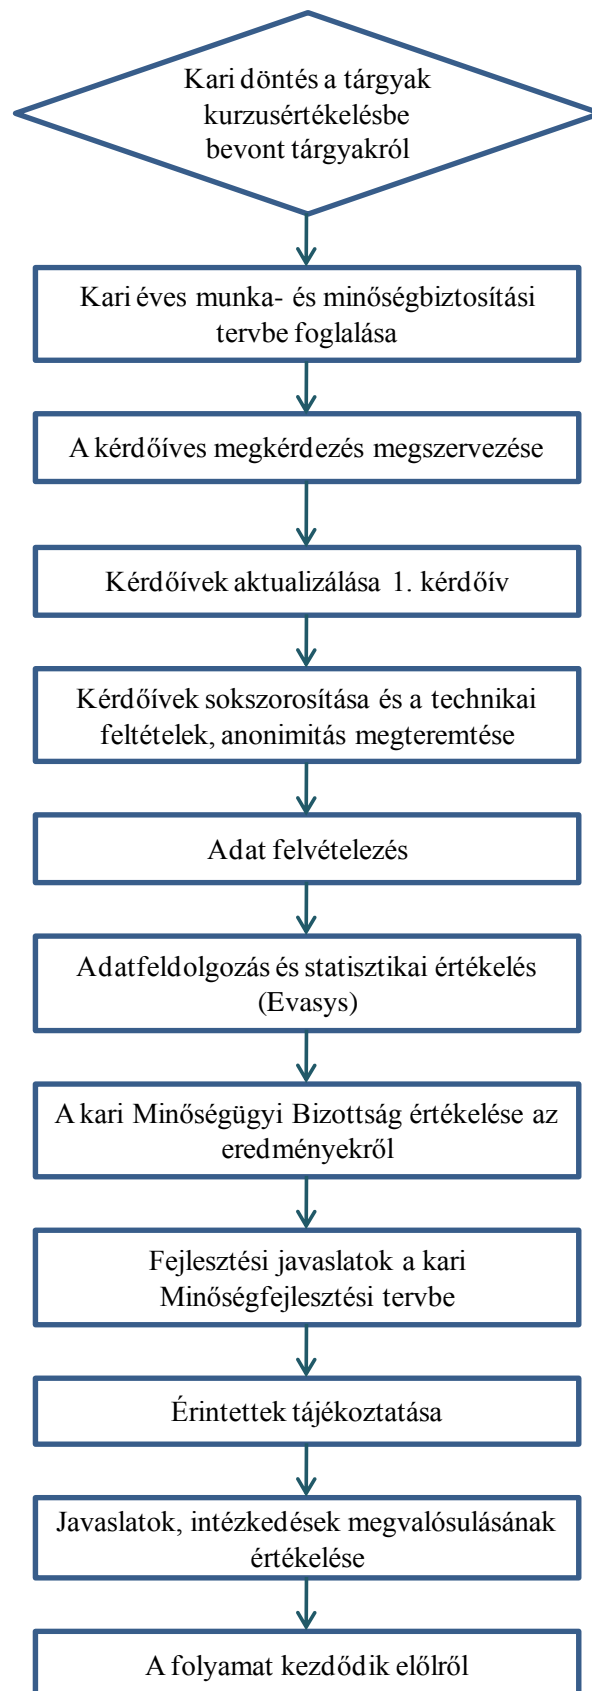 Kari döntés a tárgyak
kurzusértékelésbe
bevont tárgyakról
Kari éves munka- és minőségbiztosítási
tervbe foglalása
A kérdőíves megkérdezés megszervezése
Kérdőívek aktualizálása 1. kérdőív
Kérdőívek sokszorosítása és a technikai
feltételek, anonimitás megteremtése
Adat felvételezés
Adatfeldolgozás és statisztikai értékelés
(Evasys)
A kari Minőségügyi Bizottság értékelése az
eredményekről
Fejlesztési javaslatok a kari
Minőségfejlesztési tervbe
Érintettek tájékoztatása
Javaslatok, intézkedések megvalósulásának
értékelése
A folyamat kezdődik előlről